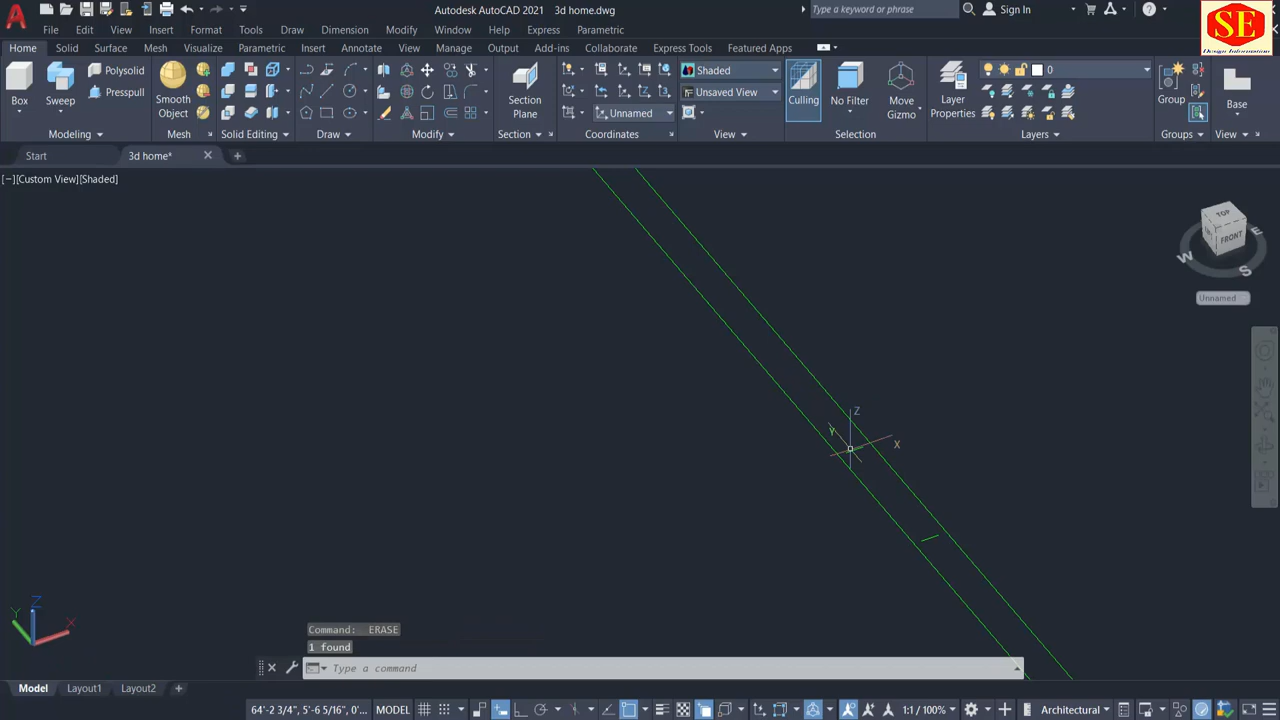 Autodesk AutoCAD 2021 3d home.dwg
Type a keyword or phrase
Sign In
SE
Design Information
File Edit View Insert Format Tools Draw Dimension Modify Window Help Express Parametric
Home Solid Surface Mesh Visualize Parametric Insert Annotate View Manage Output Add-ins Collaborate Express Tools Featured Apps
Box
Sweep
Polysolid
Presspull
Smooth
Object
Section
Plane
Unnamed
Shaded
Unsaved View
Culling
No Filter
Move
Gizmo
Layer
Properties
0
Group
Base
Modeling Mesh Solid Editing Draw Modify Section Coordinates View Selection Layers Groups View
Start 3d home*
[−][Custom View][Shaded]
TOP
FRONT
W
E
S
Unnamed
Z
Y
X
Z
Y
X
Command: ERASE
1 found
Type a command
Model Layout1 Layout2
64'-2 3/4", 5'-6 5/16", 0'... MODEL 1:1 / 100% Architectural